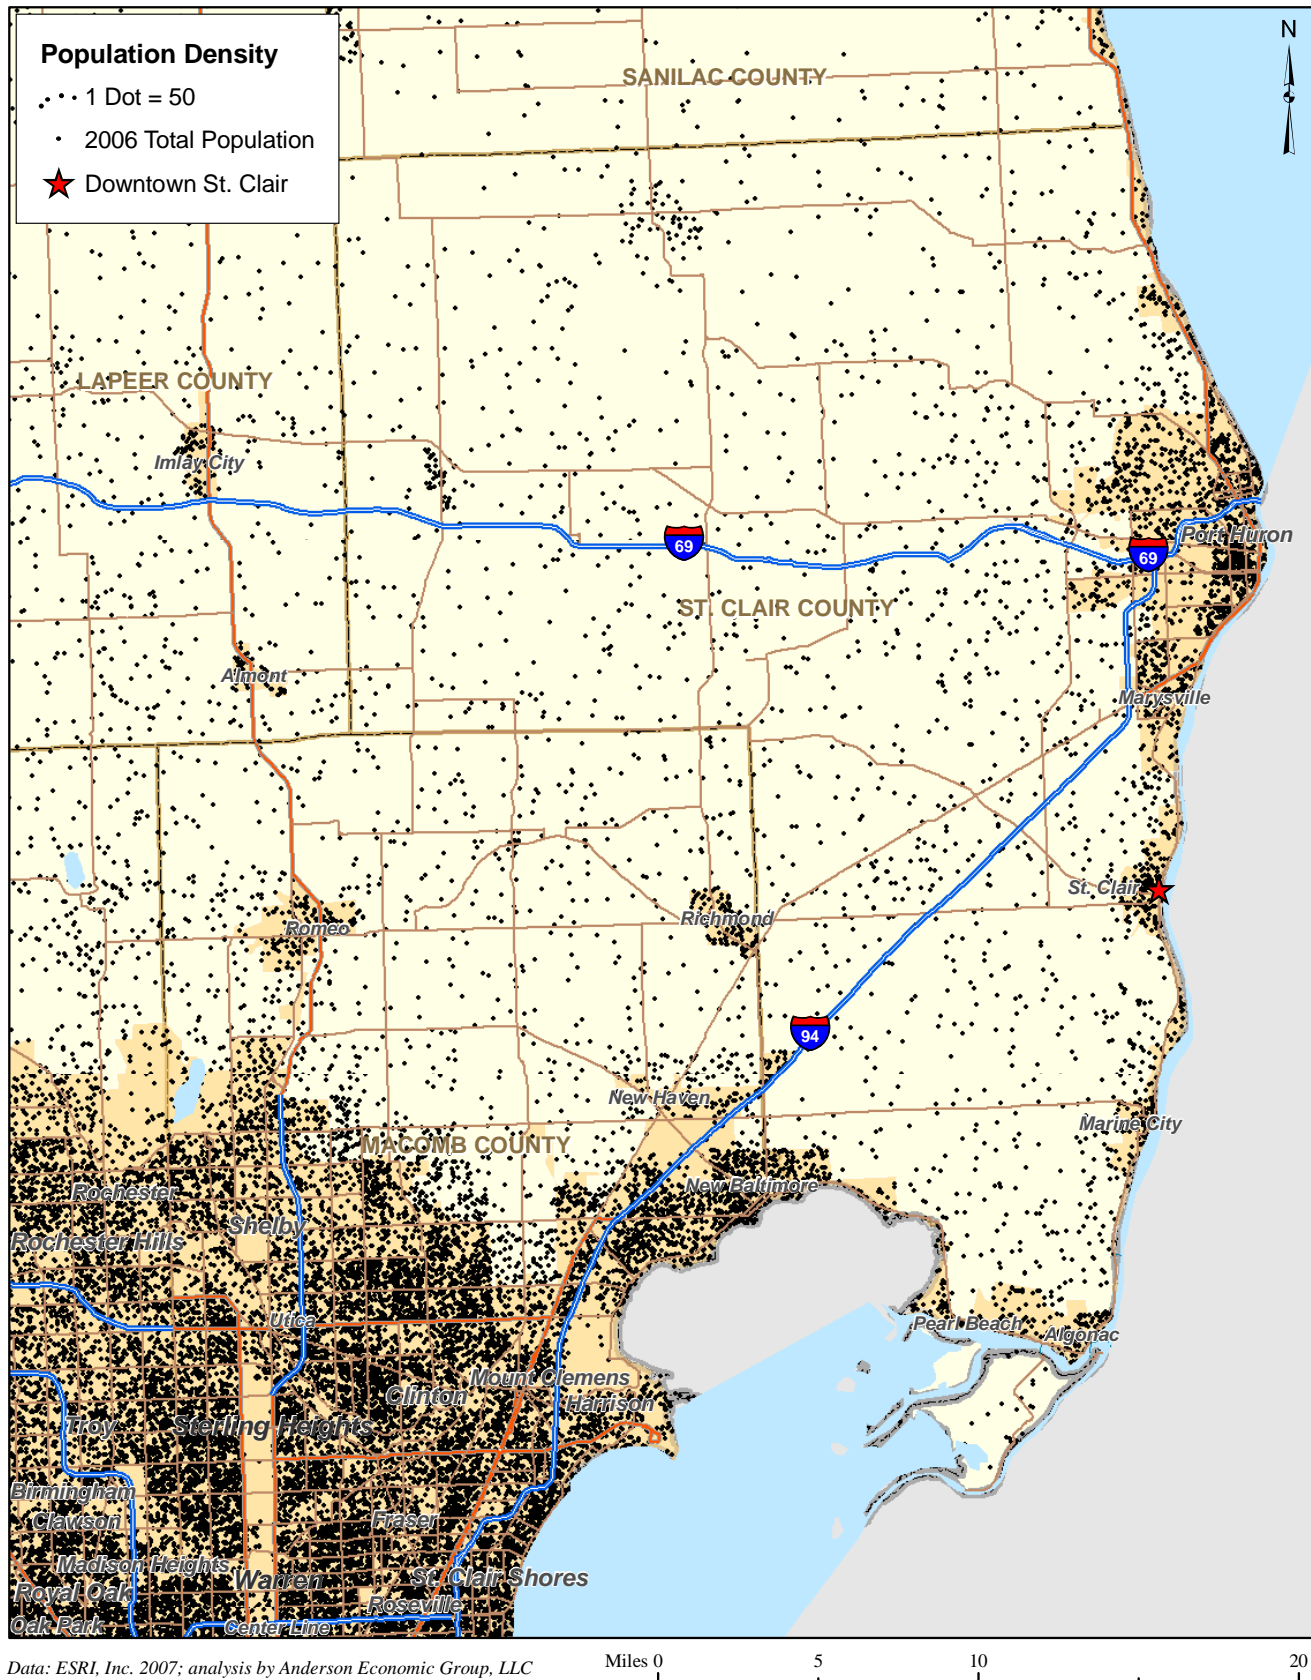 Population Density
1 Dot = 50
2006 Total Population
Downtown St. Clair
N
SANILAC COUNTY
LAPEER COUNTY
Imlay City
69
69
Port Huron
ST. CLAIR COUNTY
Almont
Marysville
St. Clair
Richmond
Romeo
94
New Haven
Marine City
MACOMB COUNTY
New Baltimore
Rochester
Shelby
Rochester Hills
Utica
Pearl Beach
Algonac
Mount Clemens
Clinton
Harrison
Troy
Sterling Heights
Birmingham
Clawson
Fraser
Madison Heights
Warren
St. Clair Shores
Royal Oak
Roseville
Oak Park
Center Line
Data: ESRI, Inc. 2007; analysis by Anderson Economic Group, LLC
Miles 0 5 10 20